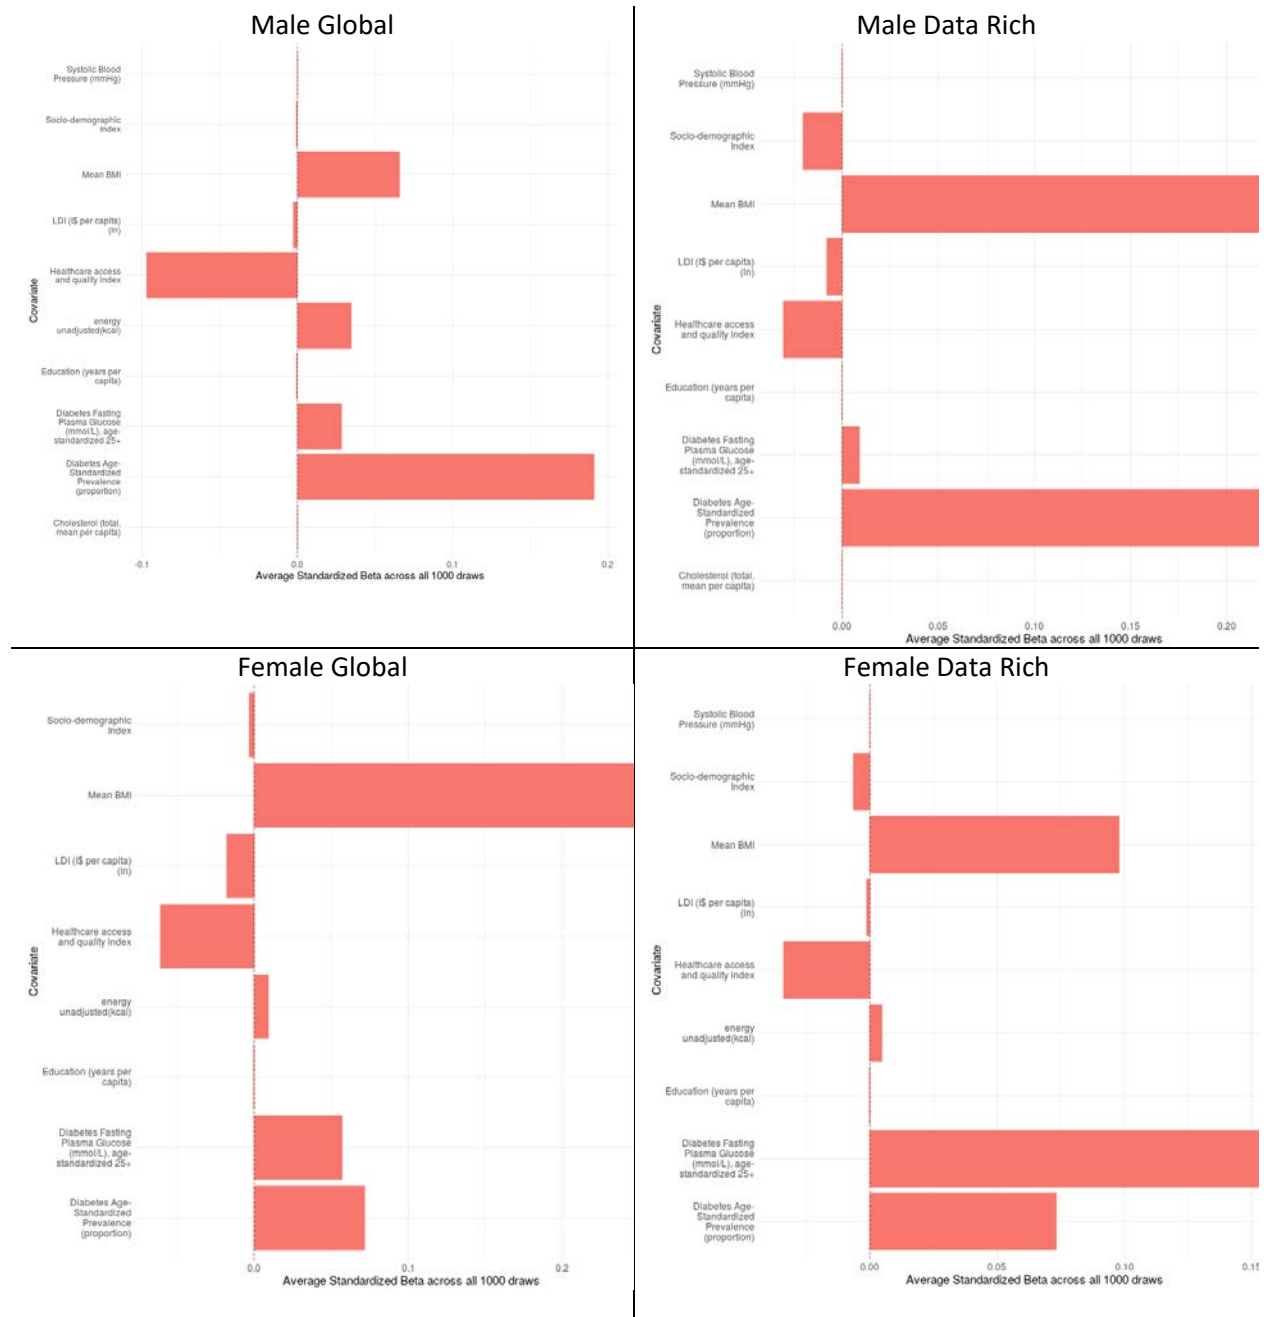 Male Global
Systolic Blood
Pressure (mmHg)
Socio-demographic
Index
Mean BMI
LDI (I$ per capita)
(ln)
Healthcare access
and quality index
energy
unadjusted(kcal)
Education (years per
capita)
Diabetes Fasting
Plasma Glucose
(mmol/L), age-
standardized 25+
Diabetes Age-
Standardized
Prevalence
(proportion)
Cholesterol (total,
mean per capita)
Covariate
-0.1
0.0
0.1
0.2
Average Standardized Beta across all 1000 draws
Male Data Rich
Systolic Blood
Pressure (mmHg)
Socio-demographic
Index
Mean BMI
LDI (I$ per capita)
(ln)
Healthcare access
and quality index
Education (years per
capita)
Diabetes Fasting
Plasma Glucose
(mmol/L), age-
standardized 25+
Diabetes Age-
Standardized
Prevalence
(proportion)
Cholesterol (total,
mean per capita)
Covariate
0.00
0.05
0.10
0.15
0.20
Average Standardized Beta across all 1000 draws
Female Global
Socio-demographic
Index
Mean BMI
LDI (I$ per capita)
(ln)
Healthcare access
and quality index
energy
unadjusted(kcal)
Education (years per
capita)
Diabetes Fasting
Plasma Glucose
(mmol/L), age-
standardized 25+
Diabetes Age-
Standardized
Prevalence
(proportion)
Covariate
0.0
0.1
0.2
Average Standardized Beta across all 1000 draws
Female Data Rich
Systolic Blood
Pressure (mmHg)
Socio-demographic
Index
Mean BMI
LDI (I$ per capita)
(ln)
Healthcare access
and quality index
energy
unadjusted(kcal)
Education (years per
capita)
Diabetes Fasting
Plasma Glucose
(mmol/L), age-
standardized 25+
Diabetes Age-
Standardized
Prevalence
(proportion)
Covariate
0.00
0.05
0.10
0.15
Average Standardized Beta across all 1000 draws